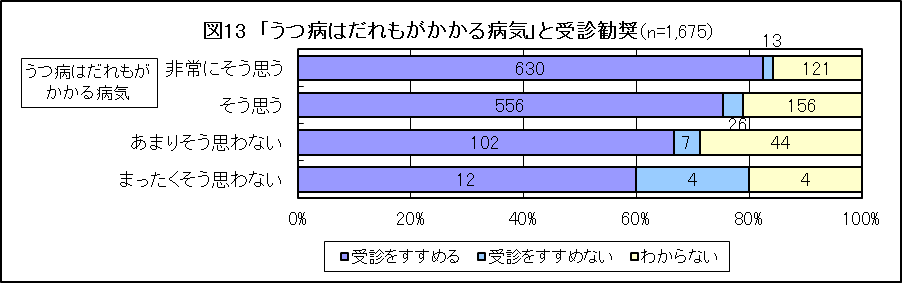 図13 「うつ病はだれもがかかる病気」と受診勧奨(n=1,675)
うつ病はだれもが
かかる病気
非常にそう思う 630 13 121
そう思う 556 26 156
あまりそう思わない 102 7 44
まったくそう思わない 12 4 4
0% 20% 40% 60% 80% 100%
受診をすすめる 受診をすすめない わからない